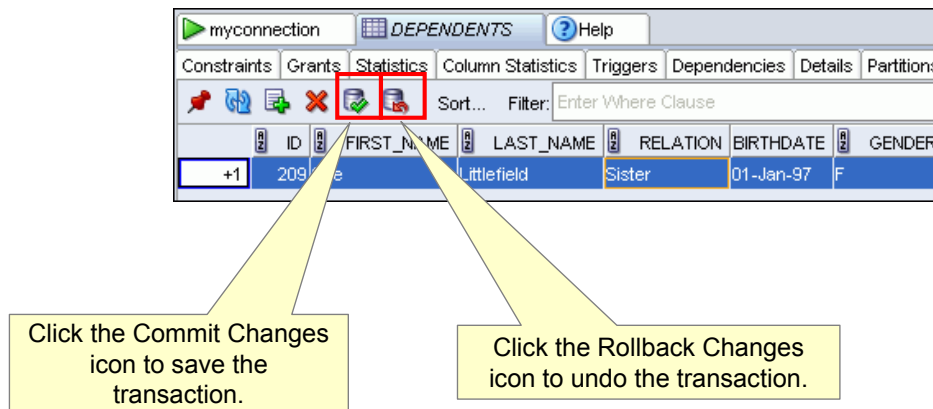 myconnection DEPENDENTS Help
Constraints Grants Statistics Column Statistics Triggers Dependencies Details Partitions
Sort... Filter: Enter Where Clause
ID FIRST_NAME LAST_NAME RELATION BIRTHDATE GENDER
+1 209 Littlefield Sister 01-Jan-97 F
Click the Commit Changes
icon to save the
transaction.
Click the Rollback Changes
icon to undo the transaction.